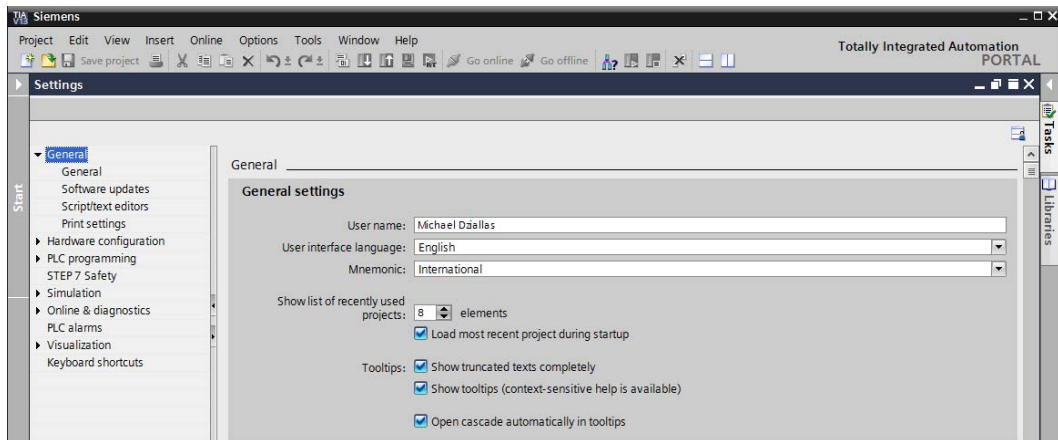 TIA V13 Siemens
Project Edit View Insert Online Options Tools Window Help
Totally Integrated Automation
PORTAL
Save project Go online Go offline
Settings
Tasks
Libraries
Start
General
General
Software updates
Script/text editors
Print settings
Hardware configuration
PLC programming
STEP 7 Safety
Simulation
Online & diagnostics
PLC alarms
Visualization
Keyboard shortcuts
General
General settings
User name: Michael Dziallas
User interface language: English
Mnemonic: International
Show list of recently used
projects: 8 elements
Load most recent project during startup
Tooltips: Show truncated texts completely
Show tooltips (context-sensitive help is available)
Open cascade automatically in tooltips